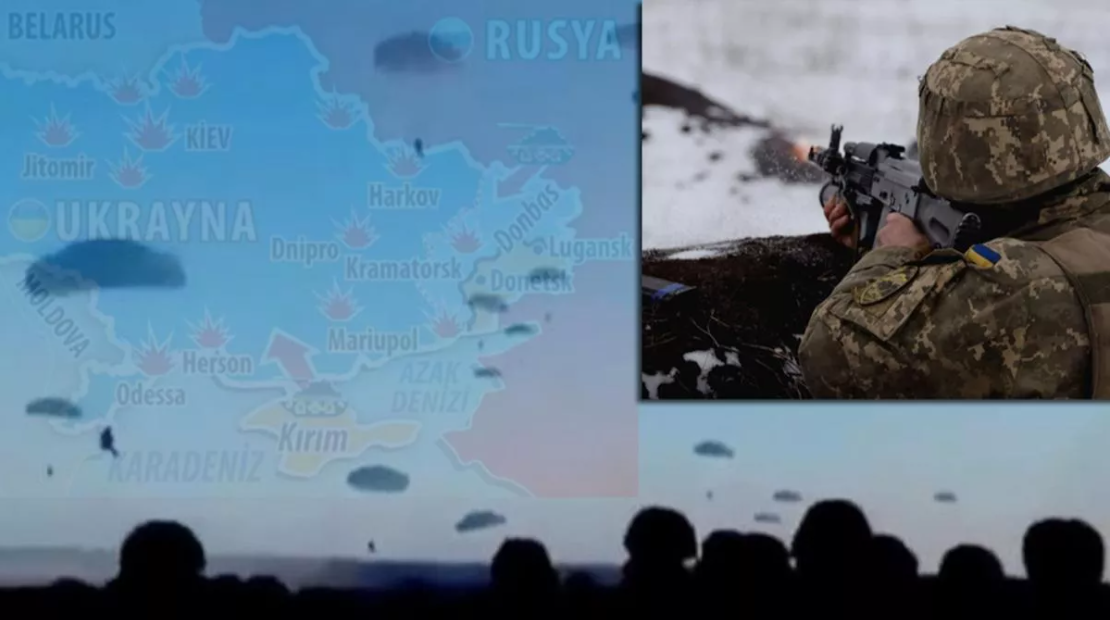 BELARUS
RUSYA
KİEV
Jitomir
Harkov
UKRAYNA
Donbas
Dnipro
Lugansk
Kramatorsk
Donetsk
MOLDOVA
Mariupol
Herson
AZAK
DENİZİ
Odessa
Kırım
KARADENİZ